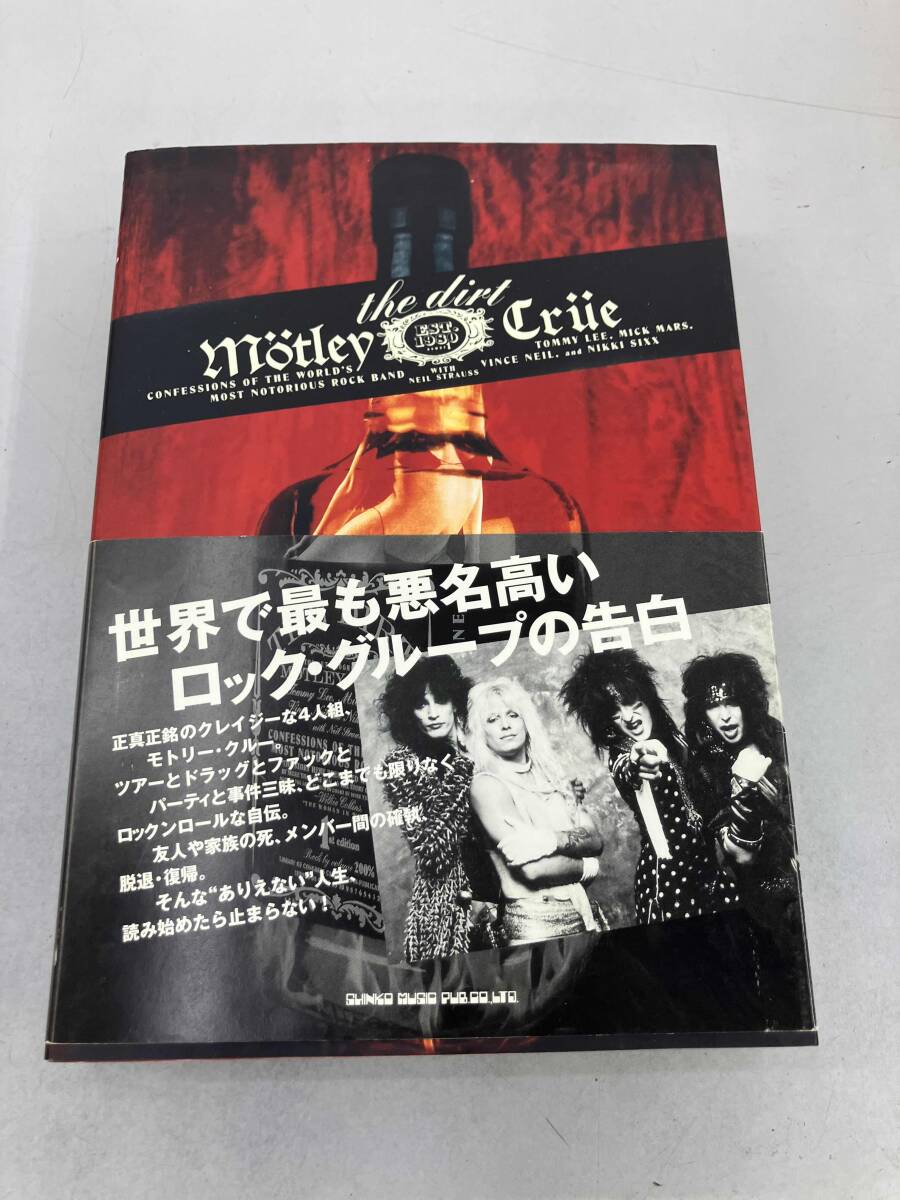 the dirt
Mötley Crüe
EST.
1980
CONFESSIONS OF THE WORLD'S
MOST NOTORIOUS ROCK BAND
WITH
NEIL STRAUSS
TOMMY LEE, MICK MARS,
VINCE NEIL, and NIKKI SIXX
世界で最も悪名高い
ロック・グループの告白
正真正銘のクレイジーな4人組、
モトリー・クルー。
ツアーとドラッグとファックと
パーティと事件三昧、どこまでも限りなく
ロックンロールな自伝。
友人や家族の死、メンバー間の確執、
脱退・復帰。
そんな“ありえない”人生、
読み始めたら止まらない!
1st edition
SHINKO MUSIC PUB.CO.,LTD.